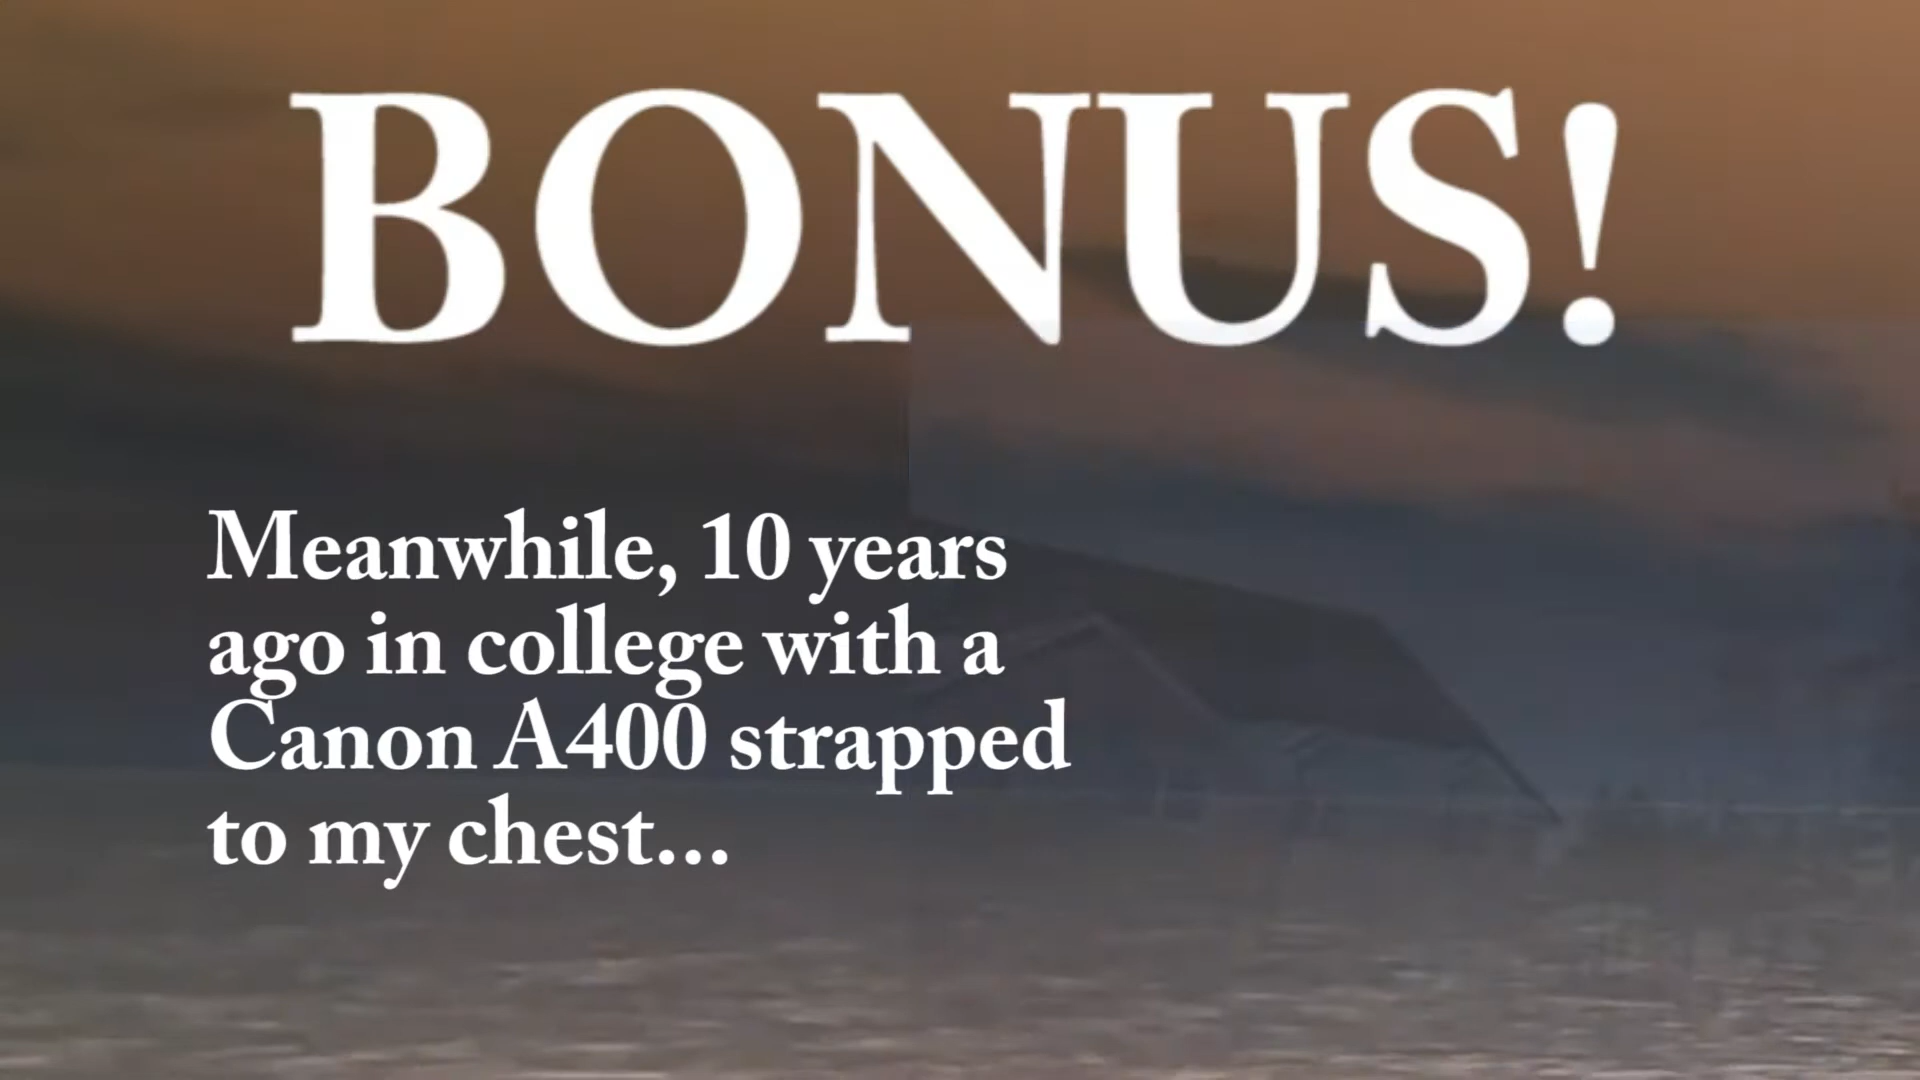 BONUS!
Meanwhile, 10 years
ago in college with a
Canon A400 strapped
to my chest...